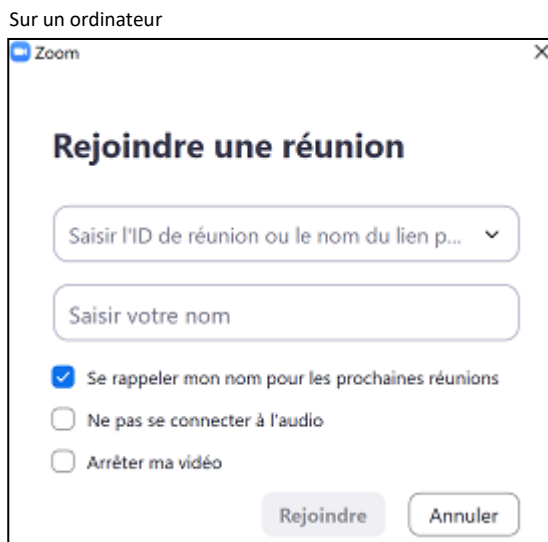 Sur un ordinateur
Zoom
Rejoindre une réunion
Saisir l'ID de réunion ou le nom du lien p...
Saisir votre nom
Se rappeler mon nom pour les prochaines réunions
Ne pas se connecter à l'audio
Arrêter ma vidéo
Rejoindre Annuler